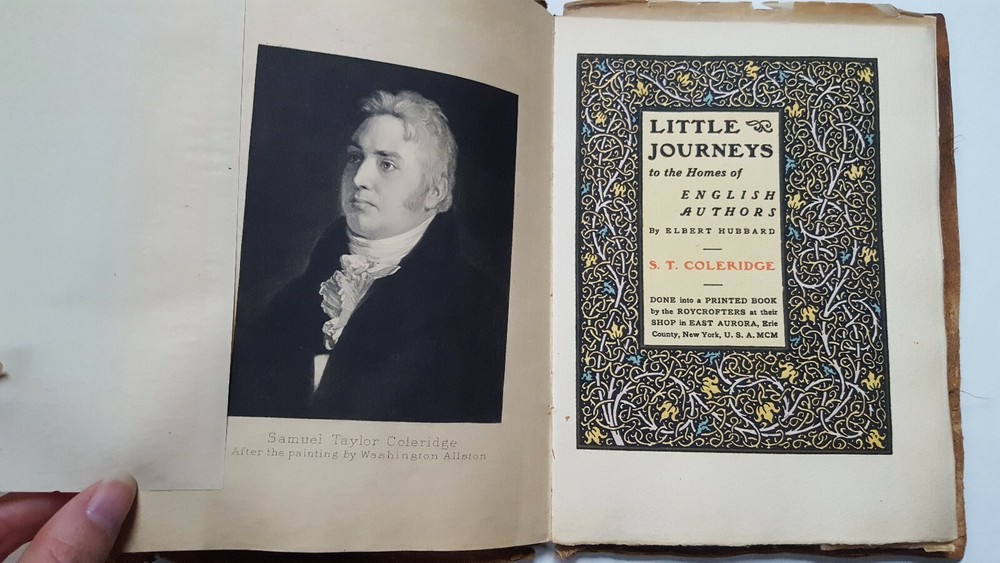 Samuel Taylor Coleridge
After the painting by Washington Allston
LITTLE
JOURNEYS
to the Homes of
ENGLISH
AUTHORS
By ELBERT HUBBARD
S. T. COLERIDGE
DONE into a PRINTED BOOK
by the ROYCROFTERS at their
SHOP in EAST AURORA, Erie
County, New York, U. S. A. MCM